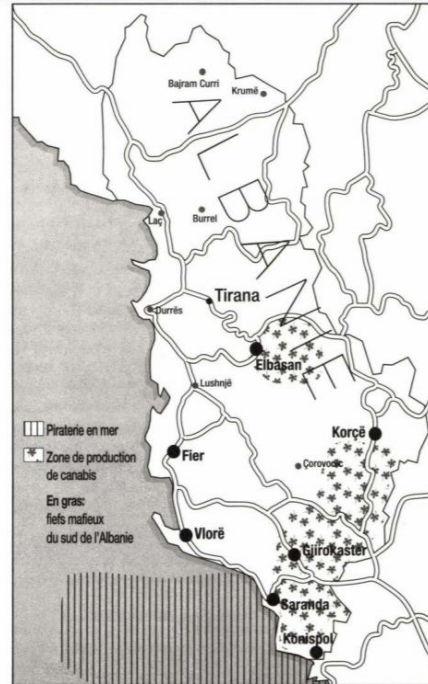 Bajram Curri
Krumë
ALBANIE
Laç
Burrel
Tirana
Durrës
Elbasan
Lushnjë
Piraterie en mer
Zone de production
de canabis
En gras:
fiefs mafieux
du sud de l'Albanie
Korçë
Fier
Çorovodiç
Vlorë
Gjirokastër
Saranda
Konispol